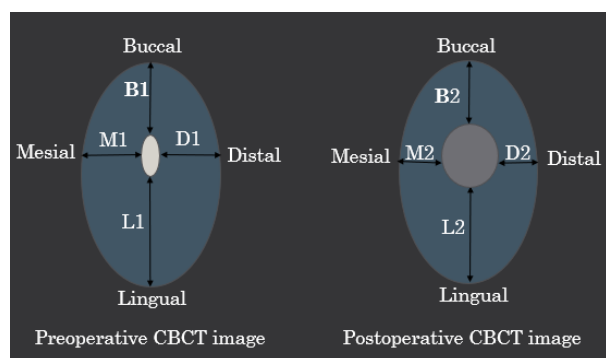 Buccal
B1
M1
D1
Mesial
Distal
L1
Lingual
Preoperative CBCT image
Buccal
B2
M2
D2
Mesial
Distal
L2
Lingual
Postoperative CBCT image